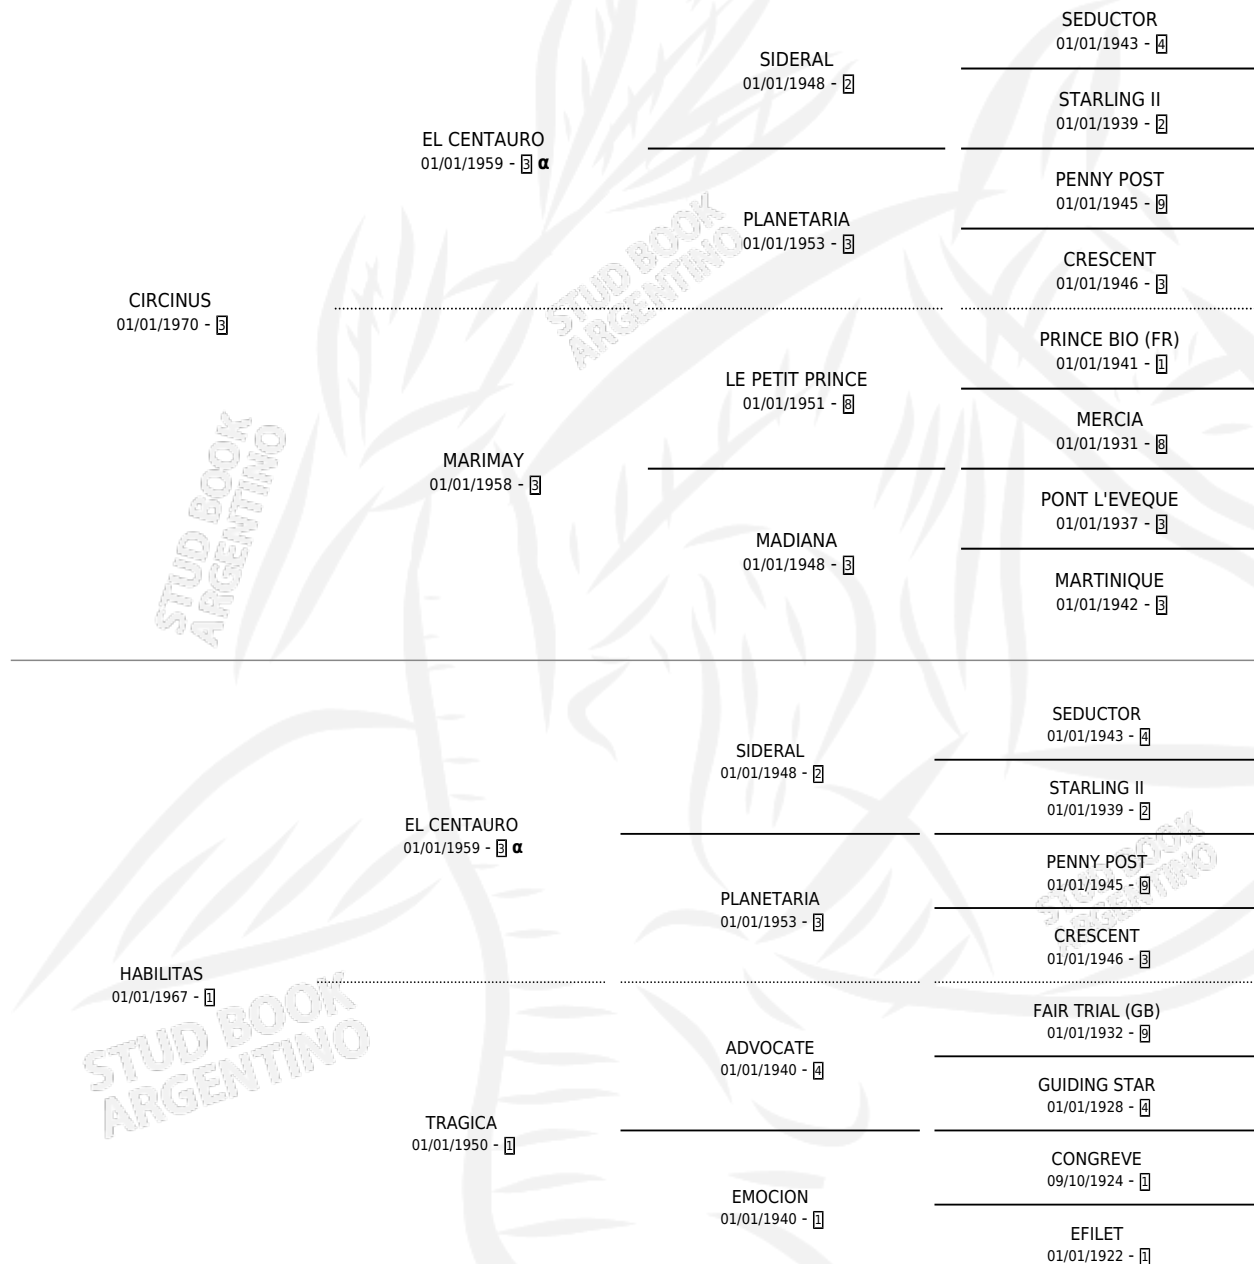 SEDUCTOR
01/01/1943 - 4
SIDERAL
01/01/1948 - 2
STARLING II
01/01/1939 - 2
EL CENTAURO
01/01/1959 - 3 α
PENNY POST
01/01/1945 - 9
PLANETARIA
01/01/1953 - 3
CRESCENT
01/01/1946 - 3
CIRCINUS
01/01/1970 - 3
PRINCE BIO (FR)
01/01/1941 - 1
LE PETIT PRINCE
01/01/1951 - 8
MERCIA
01/01/1931 - 8
MARIMAY
01/01/1958 - 3
PONT L'EVEQUE
01/01/1937 - 3
MADIANA
01/01/1948 - 3
MARTINIQUE
01/01/1942 - 3
STUD BOOK
ARGENTINO
STUD BOOK
ARGENTINO
SEDUCTOR
01/01/1943 - 4
SIDERAL
01/01/1948 - 2
STARLING II
01/01/1939 - 2
EL CENTAURO
01/01/1959 - 3 α
PENNY POST
01/01/1945 - 9
PLANETARIA
01/01/1953 - 3
CRESCENT
01/01/1946 - 3
HABILITAS
01/01/1967 - 1
FAIR TRIAL (GB)
01/01/1932 - 9
ADVOCATE
01/01/1940 - 4
GUIDING STAR
01/01/1928 - 4
TRAGICA
01/01/1950 - 1
CONGREVE
09/10/1924 - 1
EMOCION
01/01/1940 - 1
EFILET
01/01/1922 - 1
STUD BOOK
ARGENTINO
STUD BOOK
ARGENTINO